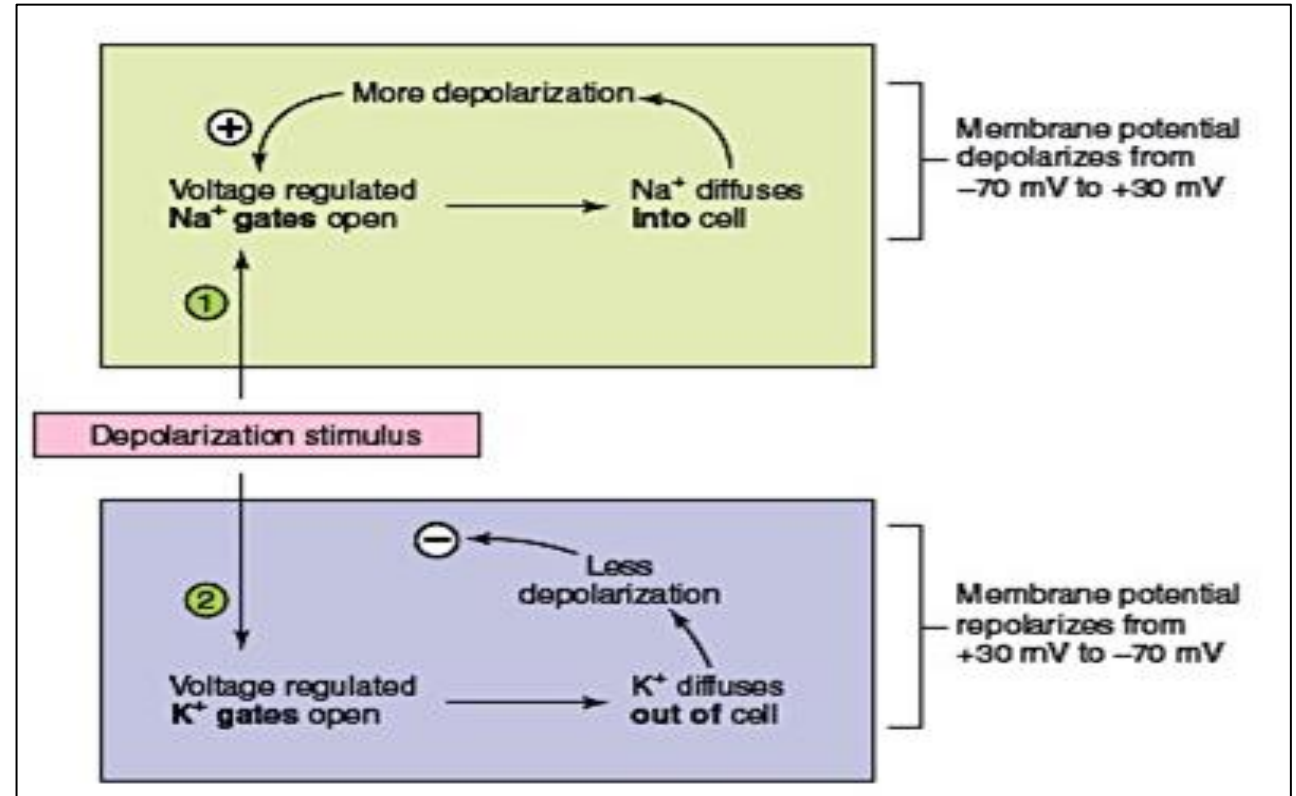 More depolarization
+
Voltage regulated
Na⁺ gates open
Na⁺ diffuses
into cell
Membrane potential
depolarizes from
–70 mV to +30 mV
1
Depolarization stimulus
2
−
Less
depolarization
Voltage regulated
K⁺ gates open
K⁺ diffuses
out of cell
Membrane potential
repolarizes from
+30 mV to –70 mV